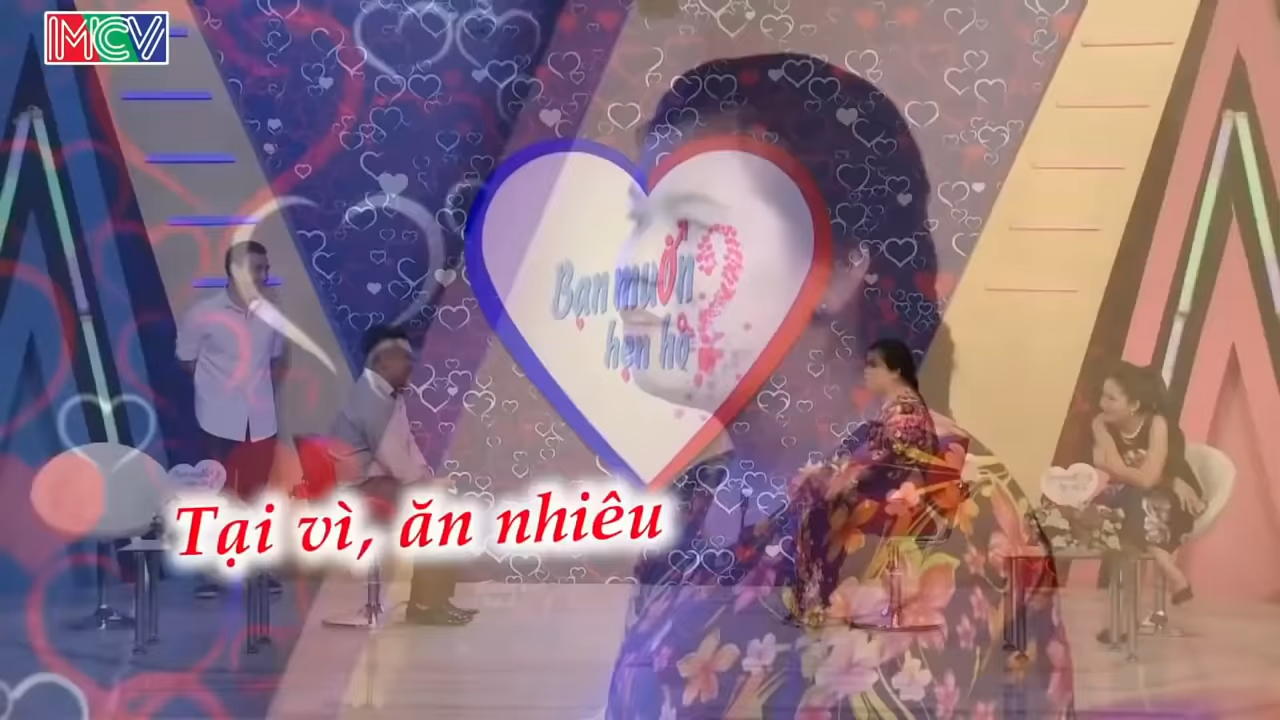 MCV
Bạn muốn
hẹn hò
Tại vì, ăn nhiêu